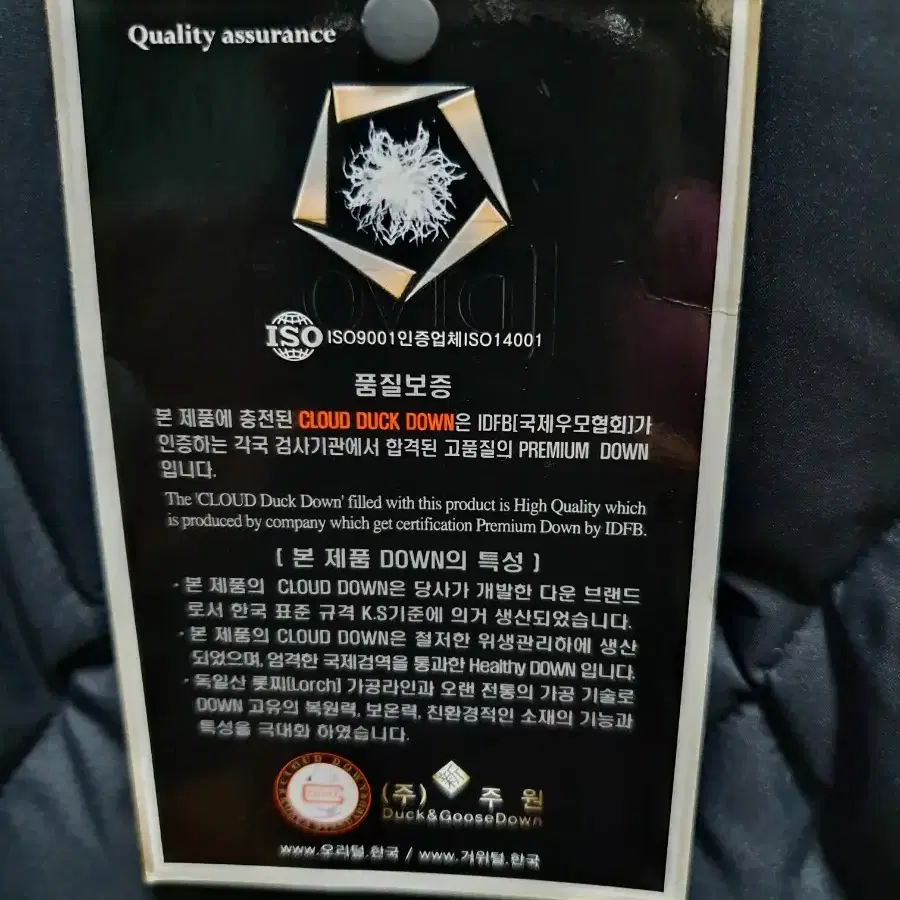 Quality assurance
ISO ISO9001인증업체ISO14001
품질보증
본 제품에 충전된 CLOUD DUCK DOWN은 IDFB[국제우모협회]가
인증하는 각국 검사기관에서 합격된 고품질의 PREMIUM DOWN
입니다.
The 'CLOUD Duck Down' filled with this product is High Quality which
is produced by company which get certification Premium Down by IDFB.
[ 본 제품 DOWN의 특성 ]
· 본 제품의 CLOUD DOWN은 당사가 개발한 다운 브랜드
로서 한국 표준 규격 K.S기준에 의거 생산되었습니다.
· 본 제품의 CLOUD DOWN은 철저한 위생관리하에 생산
되었으며, 엄격한 국제검역을 통과한 Healthy DOWN 입니다.
· 독일산 롯찌[Lorch] 가공라인과 오랜 전통의 가공 기술로
DOWN 고유의 복원력, 보온력, 친환경적인 소재의 기능과
특성을 극대화 하였습니다.
CLOUD DOWN
(주) 주 원
Duck&GooseDown
www.오리털.한국 / www.거위털.한국